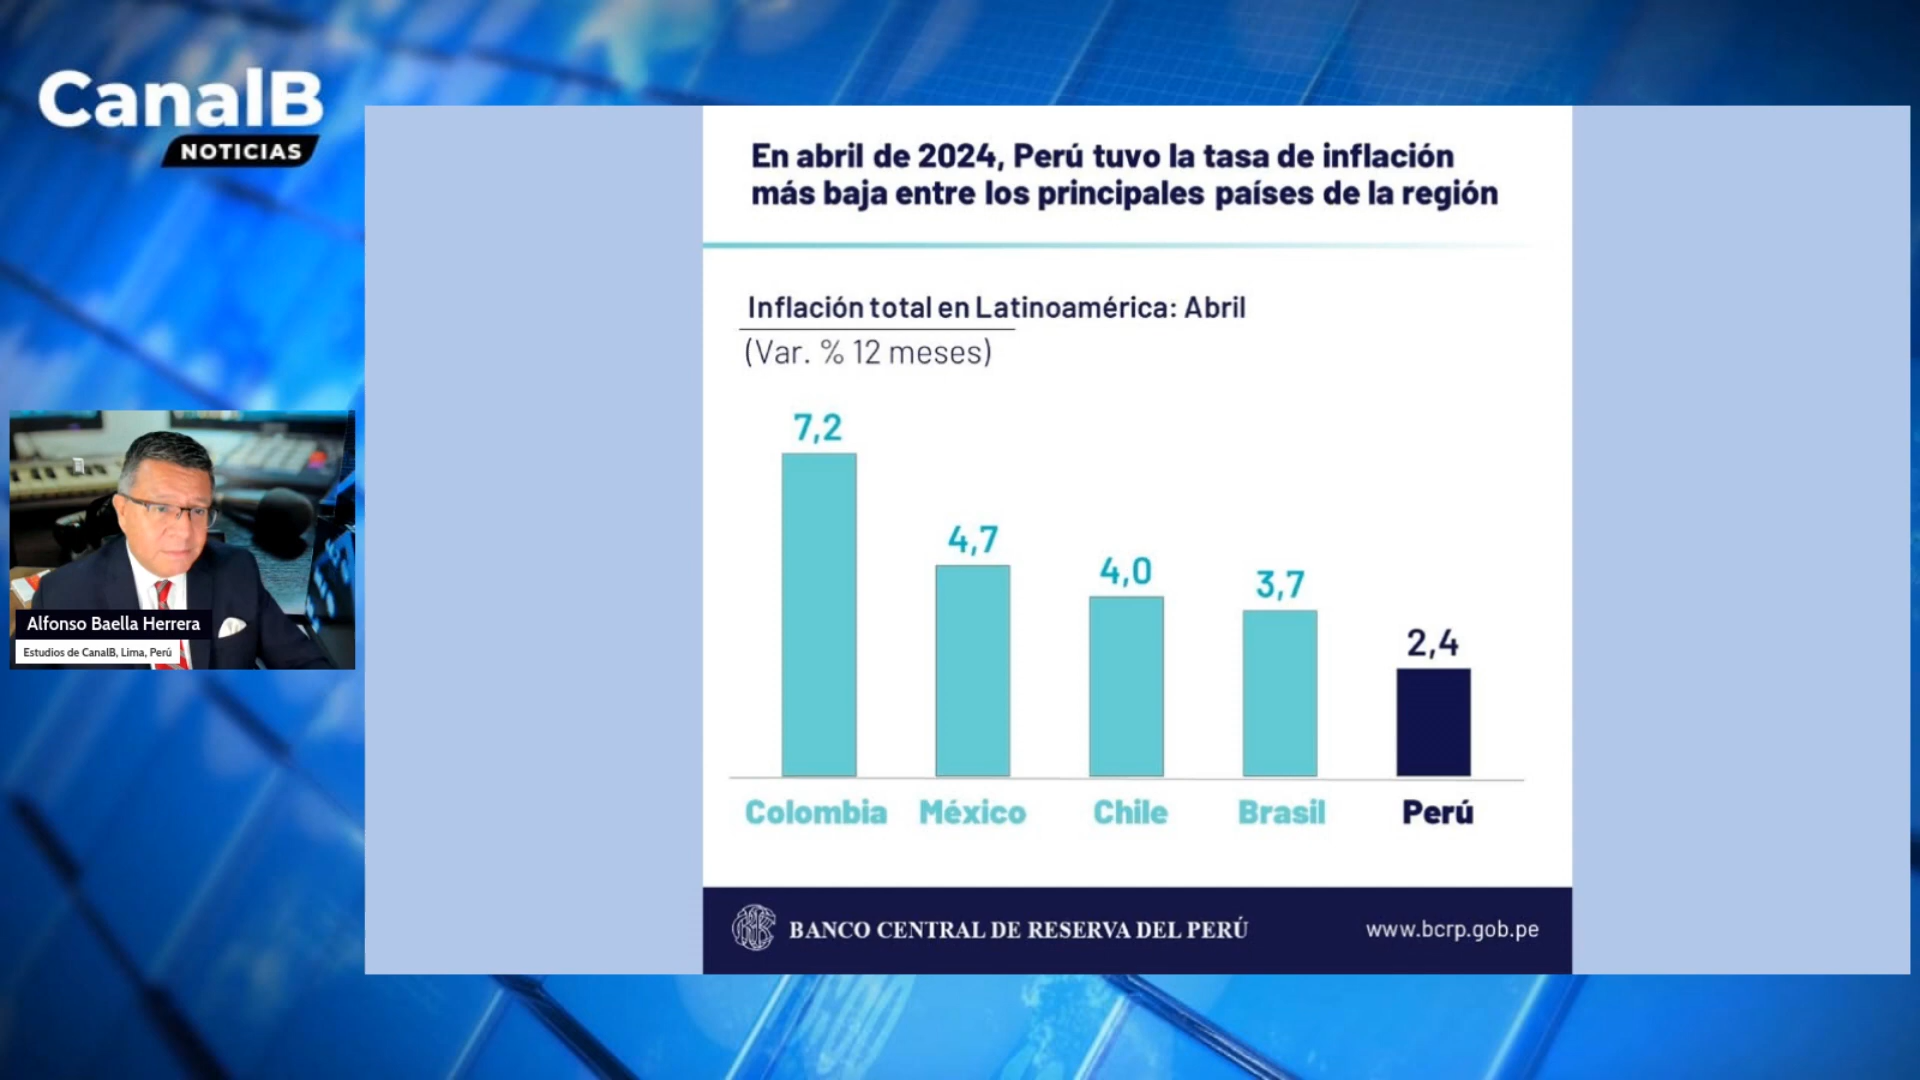 CanalB
NOTICIAS
En abril de 2024, Perú tuvo la tasa de inflación
más baja entre los principales países de la región
Inflación total en Latinoamérica: Abril
(Var. % 12 meses)
7,2
4,7
4,0
3,7
2,4
Colombia
México
Chile
Brasil
Perú
BANCO CENTRAL DE RESERVA DEL PERÚ
www.bcrp.gob.pe
Alfonso Baella Herrera
Estudios de CanalB, Lima, Perú